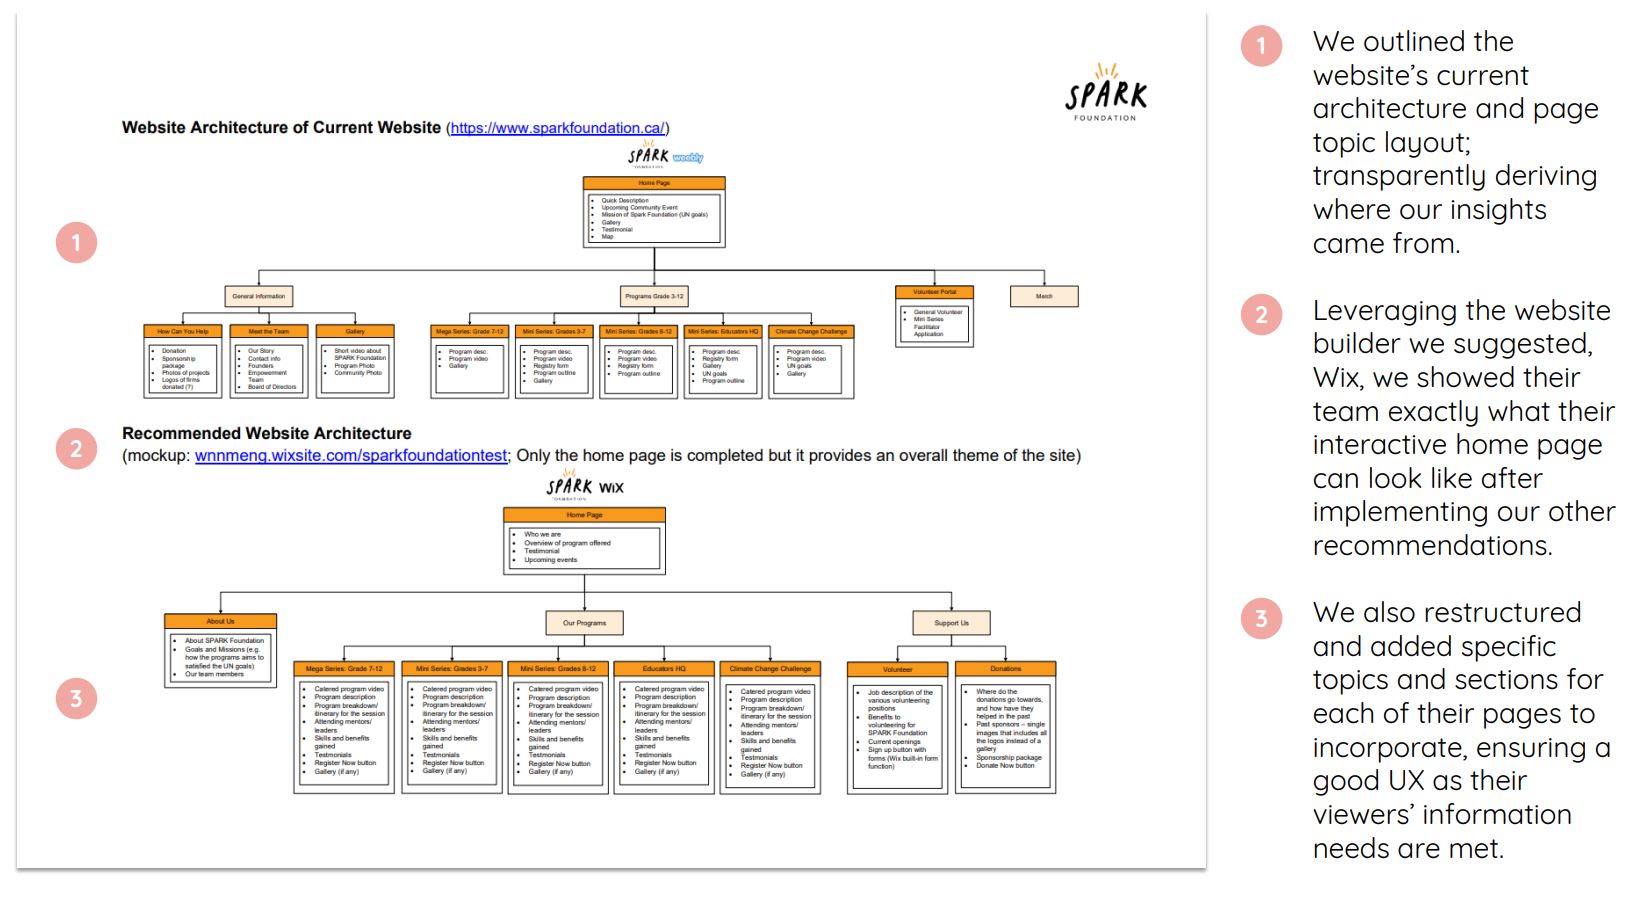 SPARK
FOUNDATION
Website Architecture of Current Website (https://www.sparkfoundation.ca/)
SPARK weebly
FOUNDATION
Home Page
• Quick Description
• Upcoming Community Event
• Mission of Spark Foundation (UN goals)
• Gallery
• Testimonial
• Map
1
General Information
Programs Grade 3-12
Volunteer Portal
• General Volunteer
• Mini Series
Facilitator
Application
Merch
How Can You Help
• Donation
• Sponsorship
package
• Photos of projects
• Logos of firms
donated (?)
Meet the Team
• Our Story
• Contact info
• Founders
• Empowerment
Team
• Board of Directors
Gallery
• Short video about
SPARK Foundation
• Program Photo
• Community Photo
Mega Series: Grade 7-12
• Program desc.
• Program video
• Gallery
Mini Series: Grades 3-7
• Program desc.
• Program video
• Registry form
• Program outline
• Gallery
Mini Series: Grades 8-12
• Program desc.
• Program video
• Registry form
• Program outline
Mini Series: Educators HQ
• Program desc.
• Registry form
• Gallery
• UN goals
• Program outline
Climate Change Challenge
• Program desc.
• Program video
• UN goals
• Gallery
2
Recommended Website Architecture
(mockup: wnnmeng.wixsite.com/sparkfoundationtest; Only the home page is completed but it provides an overall theme of the site)
SPARK WiX
FOUNDATION
Home Page
• Who we are
• Overview of program offered
• Testimonial
• Upcoming events
3
About Us
• About SPARK Foundation
• Goals and Missions (e.g.
how the programs aims to
satisfied the UN goals)
• Our team members
Our Programs
Support Us
Mega Series: Grade 7-12
• Catered program video
• Program description
• Program breakdown/
itinerary for the session
• Attending mentors/
leaders
• Skills and benefits
gained
• Testimonials
• Register Now button
• Gallery (if any)
Mini Series: Grades 3-7
• Catered program video
• Program description
• Program breakdown/
itinerary for the session
• Attending mentors/
leaders
• Skills and benefits
gained
• Testimonials
• Register Now button
• Gallery (if any)
Mini Series: Grades 8-12
• Catered program video
• Program description
• Program breakdown/
itinerary for the session
• Attending mentors/
leaders
• Skills and benefits
gained
• Testimonials
• Register Now button
• Gallery (if any)
Educators HQ
• Catered program video
• Program description
• Program breakdown/
itinerary for the session
• Attending mentors/
leaders
• Skills and benefits
gained
• Testimonials
• Register Now button
• Gallery (if any)
Climate Change Challenge
• Catered program video
• Program description
• Program breakdown/
itinerary for the session
• Attending mentors/
leaders
• Skills and benefits
gained
• Testimonials
• Register Now button
• Gallery (if any)
Volunteer
• Job description of the
various volunteering
positions
• Benefits to
volunteering for
SPARK Foundation
• Current openings
• Sign up button with
forms (Wix built-in form
function)
Donations
• Where do the
donations go towards,
and how have they
helped in the past
• Past sponsors – single
images that includes all
the logos instead of a
gallery
• Sponsorship package
• Donate Now button
1
We outlined the
website’s current
architecture and page
topic layout;
transparently deriving
where our insights
came from.
2
Leveraging the website
builder we suggested,
Wix, we showed their
team exactly what their
interactive home page
can look like after
implementing our other
recommendations.
3
We also restructured
and added specific
topics and sections for
each of their pages to
incorporate, ensuring a
good UX as their
viewers’ information
needs are met.